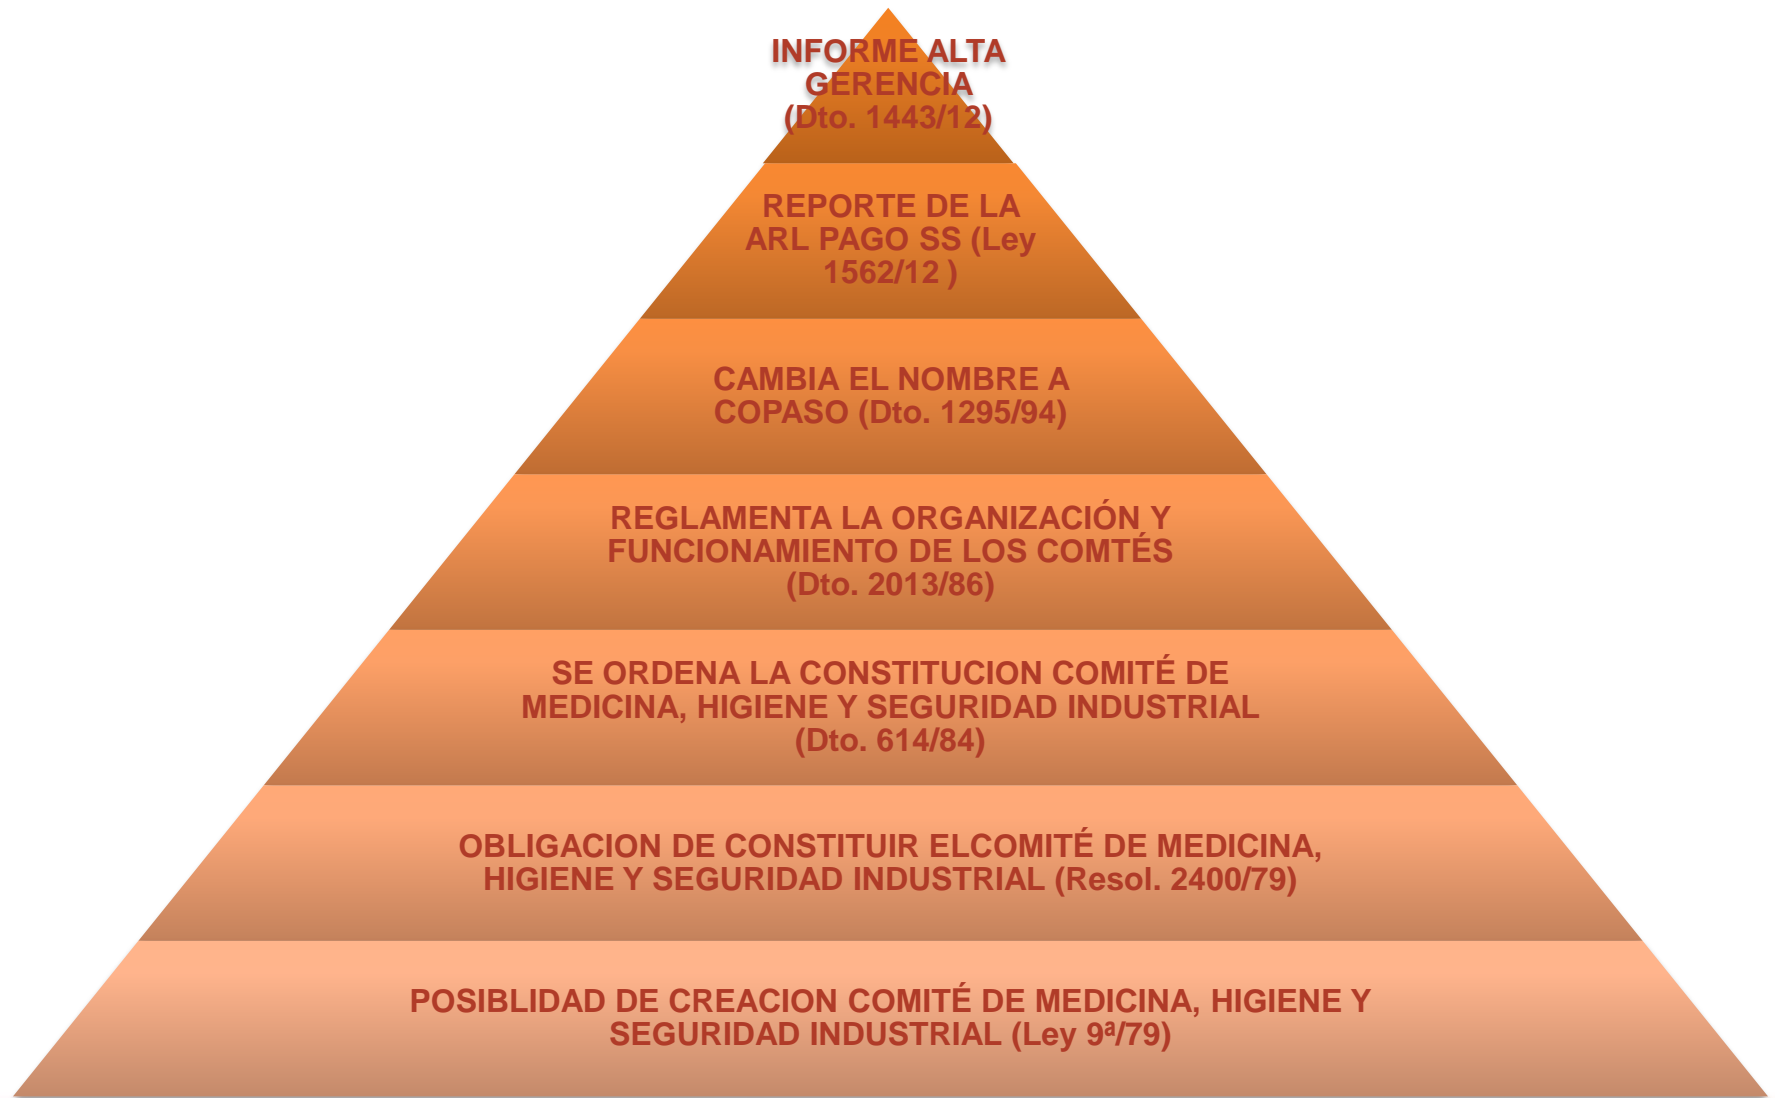 INFORME ALTA
GERENCIA
(Dto. 1443/12)
REPORTE DE LA
ARL PAGO SS (Ley
1562/12 )
CAMBIA EL NOMBRE A
COPASO (Dto. 1295/94)
REGLAMENTA LA ORGANIZACIÓN Y
FUNCIONAMIENTO DE LOS COMTÉS
(Dto. 2013/86)
SE ORDENA LA CONSTITUCION COMITÉ DE
MEDICINA, HIGIENE Y SEGURIDAD INDUSTRIAL
(Dto. 614/84)
OBLIGACION DE CONSTITUIR ELCOMITÉ DE MEDICINA,
HIGIENE Y SEGURIDAD INDUSTRIAL (Resol. 2400/79)
POSIBLIDAD DE CREACION COMITÉ DE MEDICINA, HIGIENE Y
SEGURIDAD INDUSTRIAL (Ley 9ª/79)